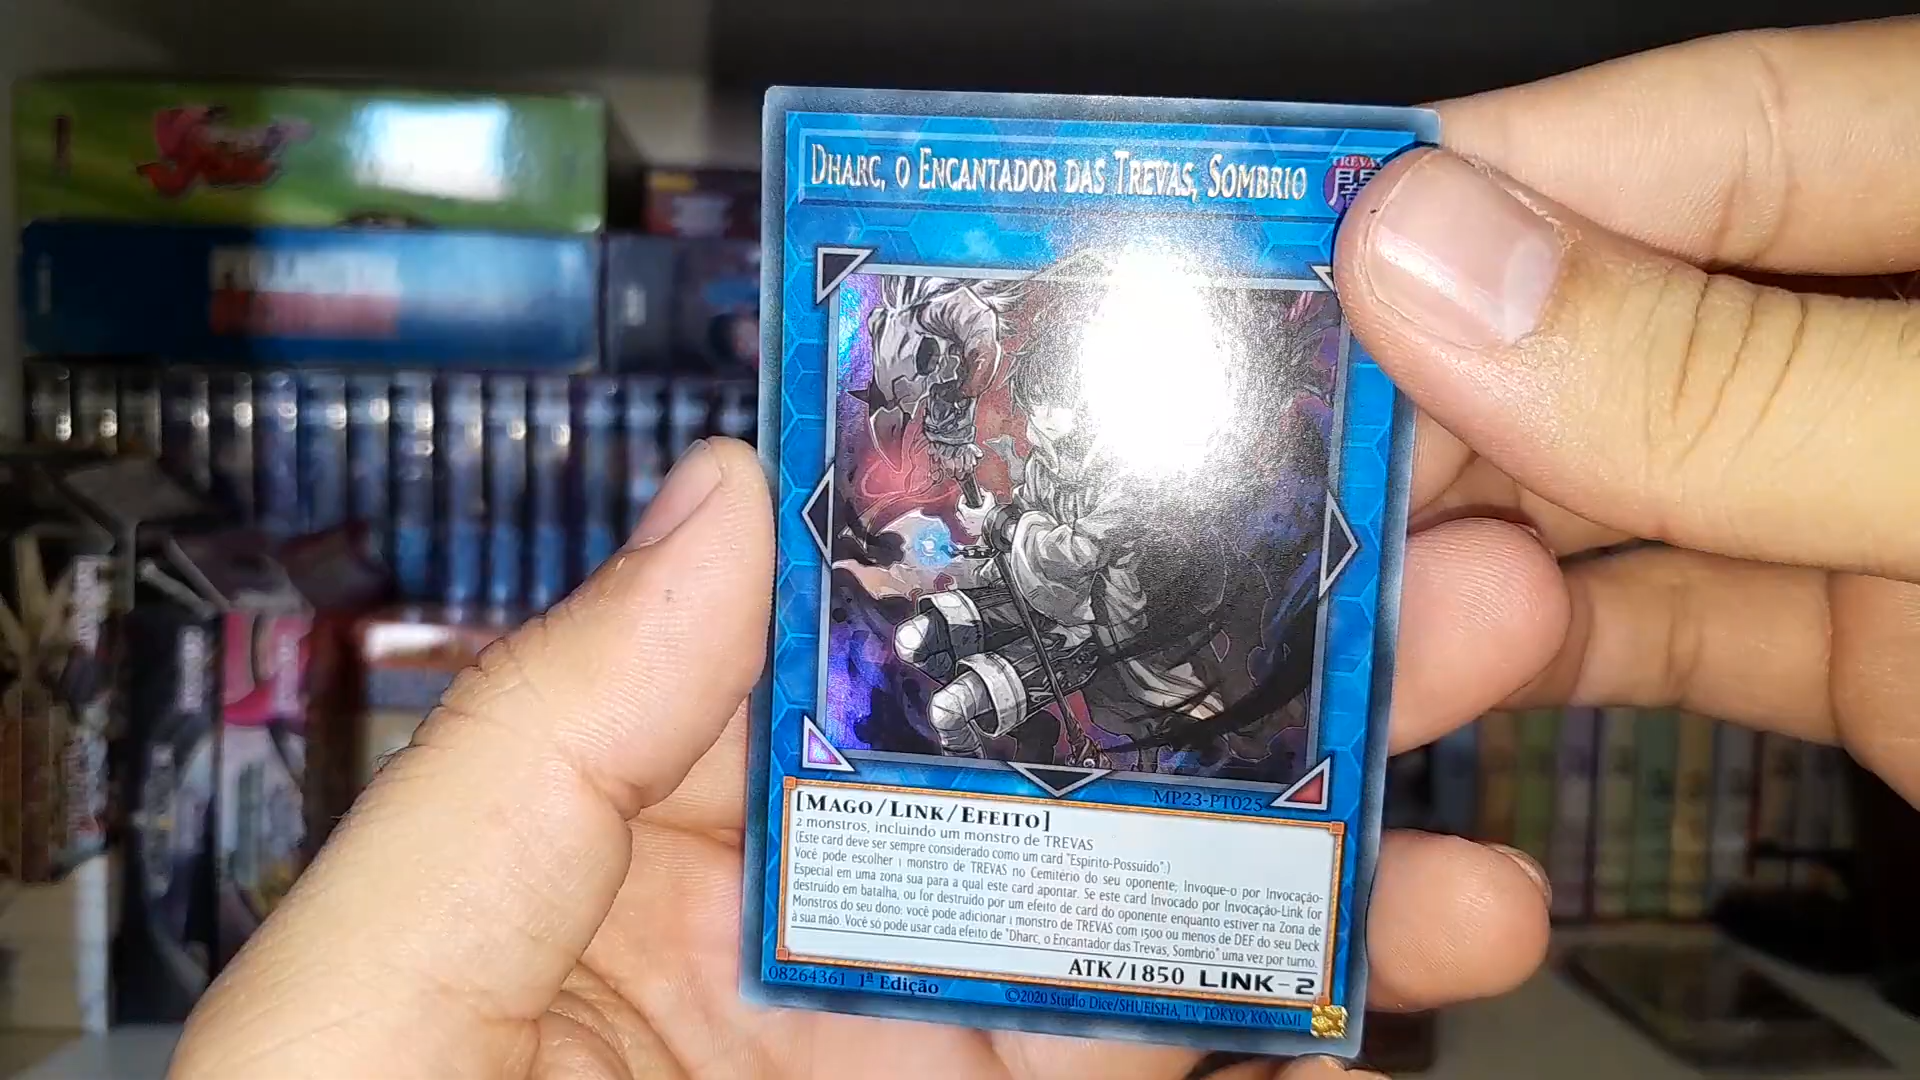 DHARC, O ENCANTADOR DAS TREVAS, SOMBRIO
TREVAS
MP23-PT025
[MAGO/LINK/EFEITO]
2 monstros, incluindo um monstro de TREVAS
(Este card deve ser sempre considerado como um card "Espírito-Possuído".)
Você pode escolher 1 monstro de TREVAS no Cemitério do seu oponente; Invoque-o por Invocação-
Especial em uma zona sua para a qual este card apontar. Se este card Invocado por Invocação-Link for
destruído em batalha, ou for destruído por um efeito de card do oponente enquanto estiver na Zona de
Monstros do seu dono: você pode adicionar 1 monstro de TREVAS com 1500 ou menos de DEF do seu Deck
à sua mão. Você só pode usar cada efeito de "Dharc, o Encantador das Trevas, Sombrio" uma vez por turno.
ATK/1850 LINK-2
08264361 1ª Edição
©2020 Studio Dice/SHUEISHA, TV TOKYO, KONAMI